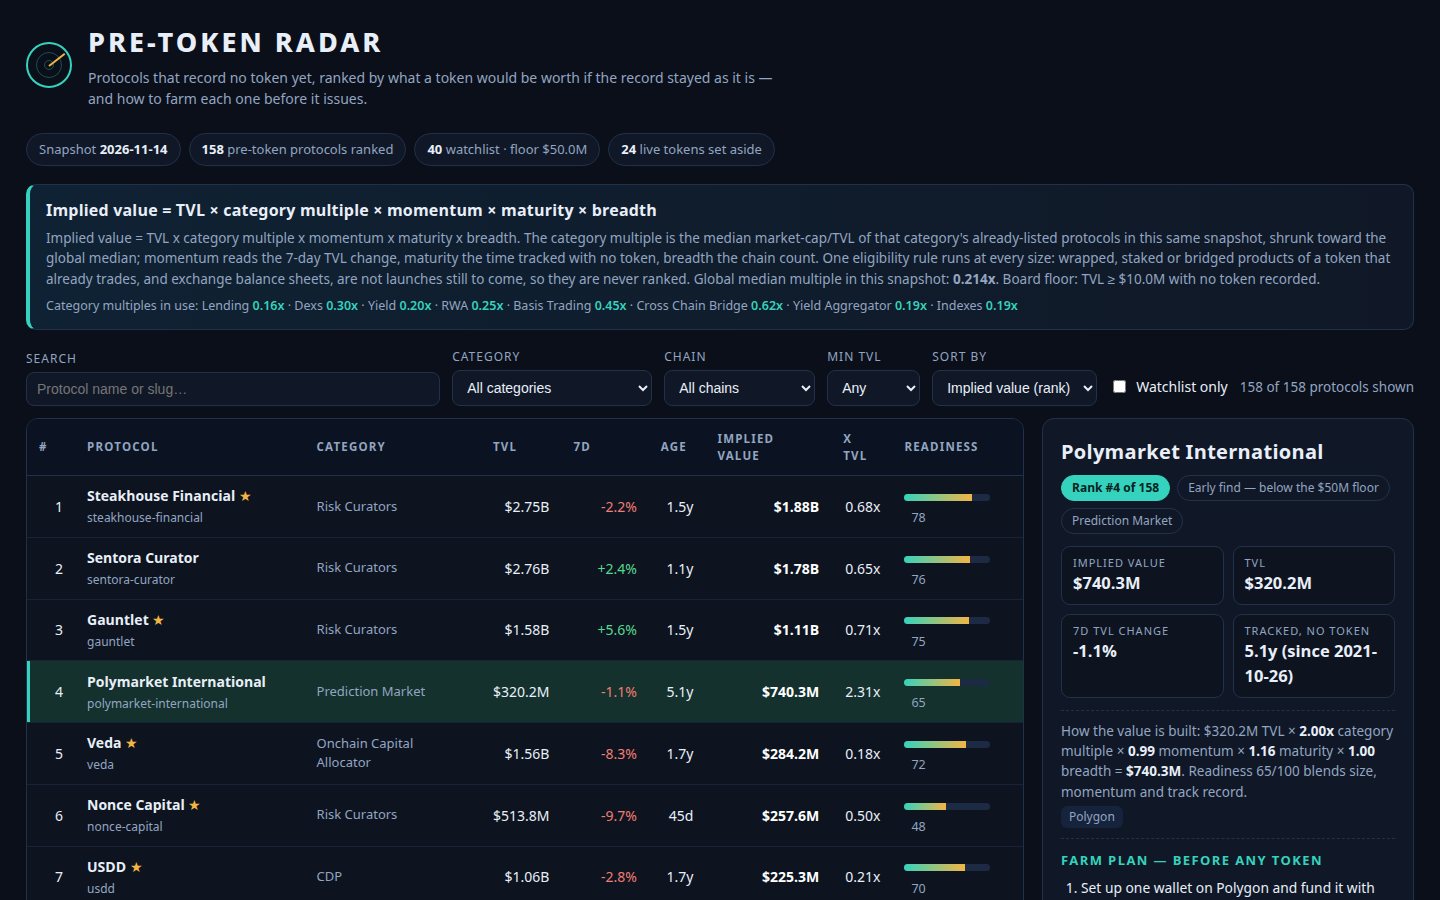 PRE-TOKEN RADAR
Protocols that record no token yet, ranked by what a token would be worth if the record stayed as it is —
and how to farm each one before it issues.
Snapshot 2026-11-14
158 pre-token protocols ranked
40 watchlist · floor $50.0M
24 live tokens set aside
Implied value = TVL × category multiple × momentum × maturity × breadth
Implied value = TVL x category multiple x momentum x maturity x breadth. The category multiple is the median market-cap/TVL of that category's already-listed protocols in this same snapshot, shrunk toward the
global median; momentum reads the 7-day TVL change, maturity the time tracked with no token, breadth the chain count. One eligibility rule runs at every size: wrapped, staked or bridged products of a token that
already trades, and exchange balance sheets, are not launches still to come, so they are never ranked. Global median multiple in this snapshot: 0.214x. Board floor: TVL ≥ $10.0M with no token recorded.
Category multiples in use: Lending 0.16x · Dexs 0.30x · Yield 0.20x · RWA 0.25x · Basis Trading 0.45x · Cross Chain Bridge 0.62x · Yield Aggregator 0.19x · Indexes 0.19x
SEARCH
Protocol name or slug…
CATEGORY
All categories
CHAIN
All chains
MIN TVL
Any
SORT BY
Implied value (rank)
Watchlist only
158 of 158 protocols shown
# PROTOCOL CATEGORY TVL 7D AGE IMPLIED VALUE X TVL READINESS
1 Steakhouse Financial ★ Risk Curators $2.75B -2.2% 1.5y $1.88B 0.68x
steakhouse-financial 78
2 Sentora Curator Risk Curators $2.76B +2.4% 1.1y $1.78B 0.65x
sentora-curator 76
3 Gauntlet ★ Risk Curators $1.58B +5.6% 1.5y $1.11B 0.71x
gauntlet 75
4 Polymarket International Prediction Market $320.2M -1.1% 5.1y $740.3M 2.31x
polymarket-international 65
5 Veda ★ Onchain Capital Allocator $1.56B -8.3% 1.7y $284.2M 0.18x
veda 72
6 Nonce Capital ★ Risk Curators $513.8M -9.7% 45d $257.6M 0.50x
nonce-capital 48
7 USDD ★ CDP $1.06B -2.8% 1.7y $225.3M 0.21x
usdd 70
Polymarket International
Rank #4 of 158
Early find — below the $50M floor
Prediction Market
IMPLIED VALUE
$740.3M
TVL
$320.2M
7D TVL CHANGE
-1.1%
TRACKED, NO TOKEN
5.1y (since 2021-
10-26)
How the value is built: $320.2M TVL × 2.00x category
multiple × 0.99 momentum × 1.16 maturity × 1.00
breadth = $740.3M. Readiness 65/100 blends size,
momentum and track record.
Polygon
FARM PLAN — BEFORE ANY TOKEN
1. Set up one wallet on Polygon and fund it with